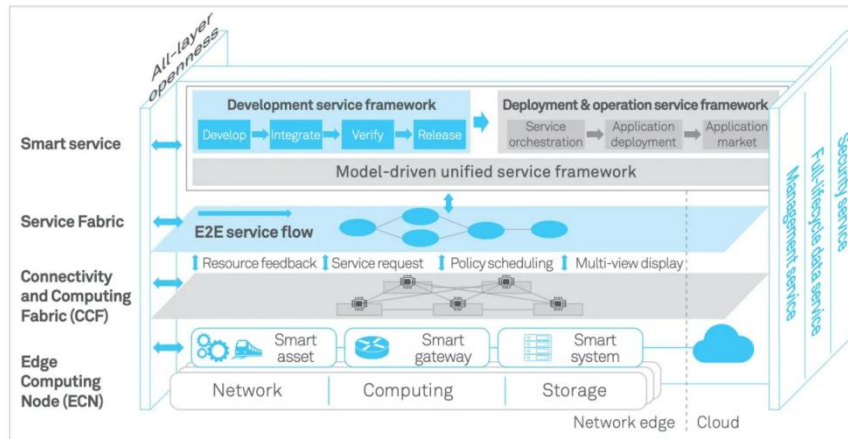 All-layer
openness
Development service framework
Deployment & operation service framework
Develop
Integrate
Verify
Release
Service
orchestration
Application
deployment
Application
market
Smart service
Model-driven unified service framework
Service Fabric
E2E service flow
Resource feedback
Service request
Policy scheduling
Multi-view display
Connectivity
and Computing
Fabric (CCF)
Smart
asset
Smart
gateway
Smart
system
Edge
Computing
Node (ECN)
Network
Computing
Storage
Network edge
Cloud
Management service
Full-lifecycle data service
Security service